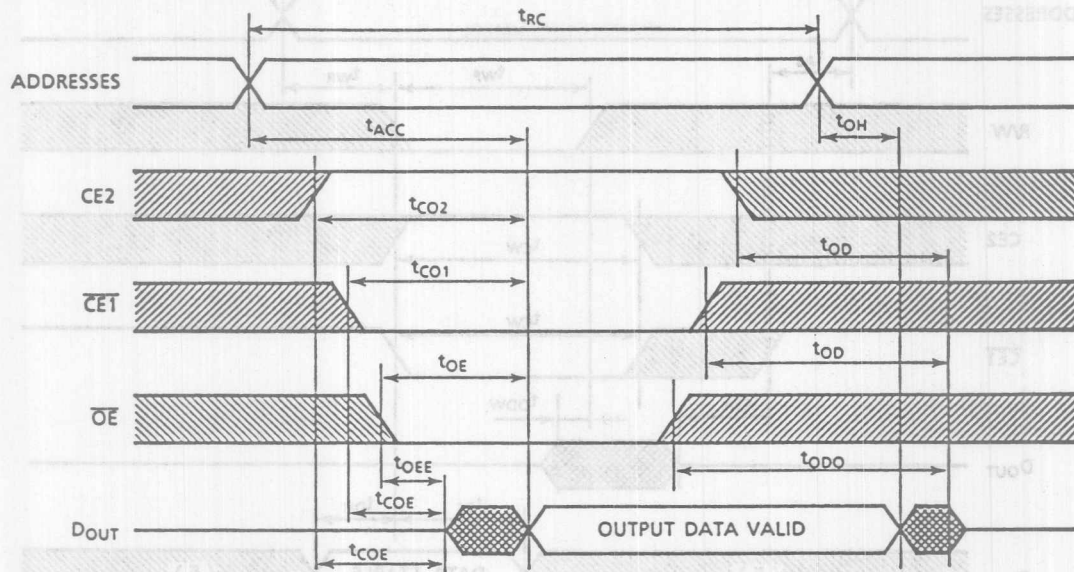 tRC
ADDRESSES
tACC
tOH
CE2
tCO2
tOD
CE1
tCO1
tOD
OE
tOE
tODO
tOEE
tCOE
DOUT
OUTPUT DATA VALID
tCOE